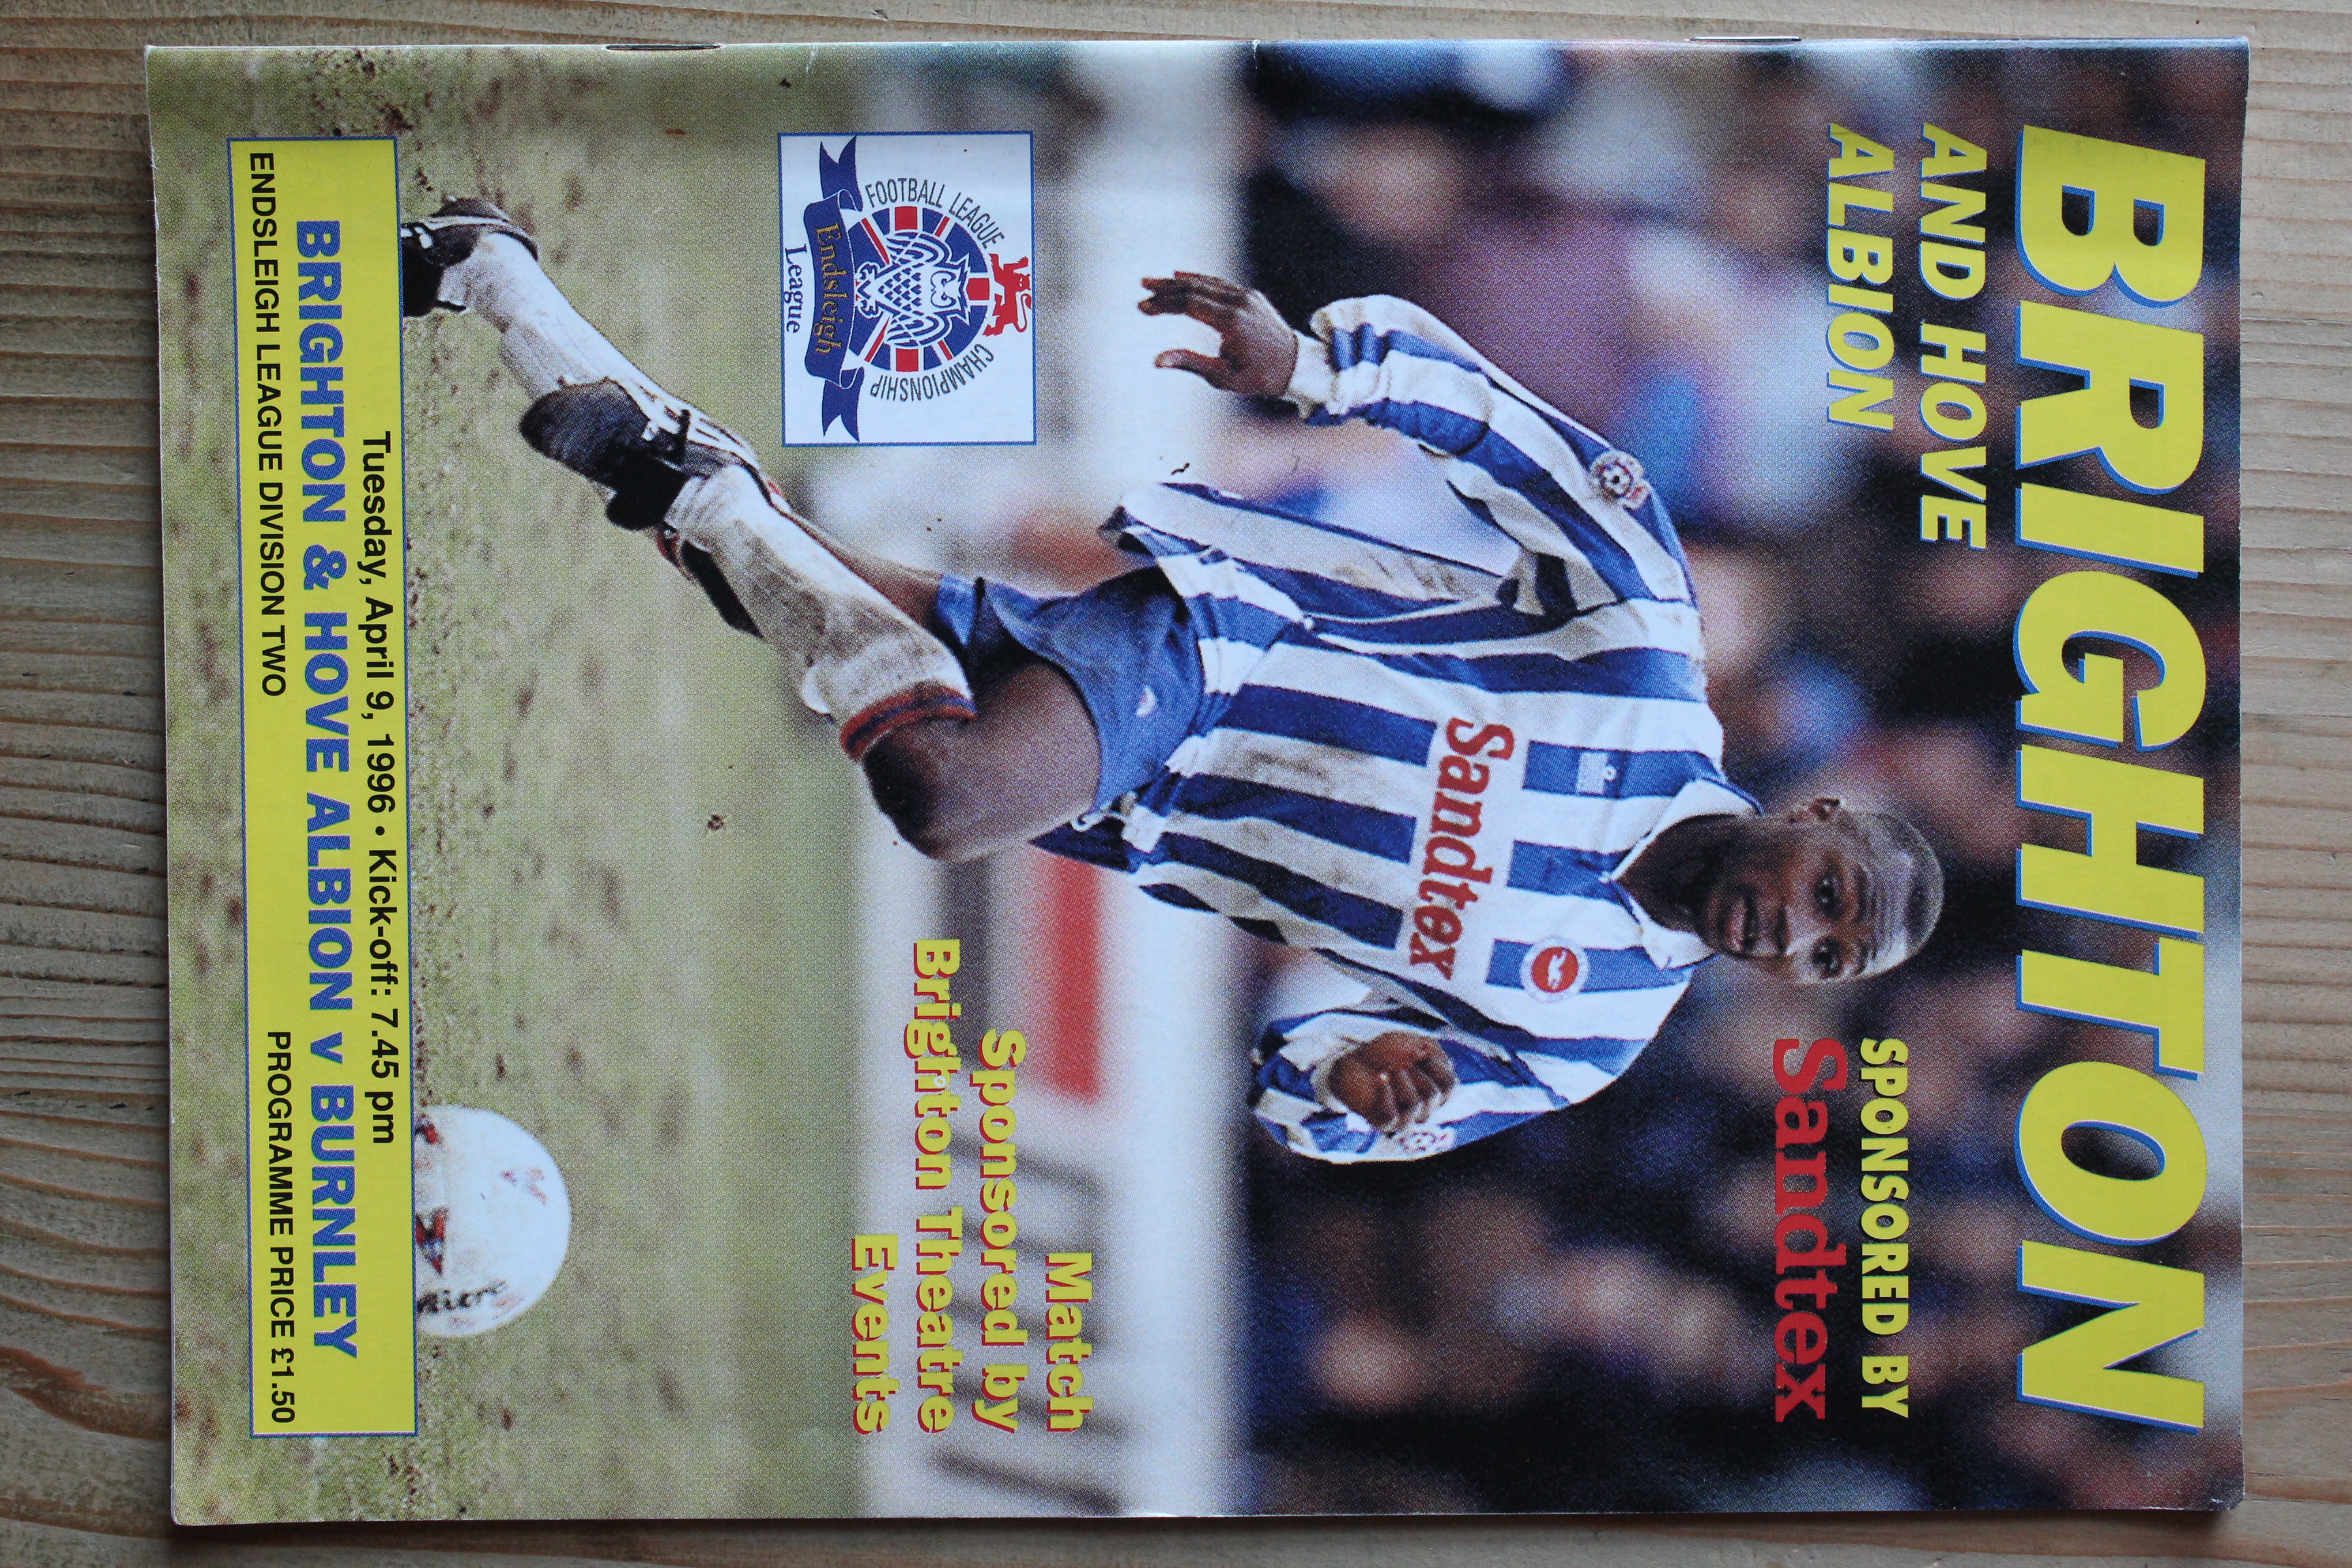 BRIGHTON
AND HOVE
ALBION
SPONSORED BY
Sandtex
Sandtex
FOOTBALL LEAGUE
CHAMPIONSHIP
Endsleigh
League
Match
Sponsored by
Brighton Theatre
Events
Mitre
Tuesday, April 9, 1996 • Kick-off: 7.45 pm
BRIGHTON & HOVE ALBION v BURNLEY
ENDSLEIGH LEAGUE DIVISION TWO PROGRAMME PRICE £1.50